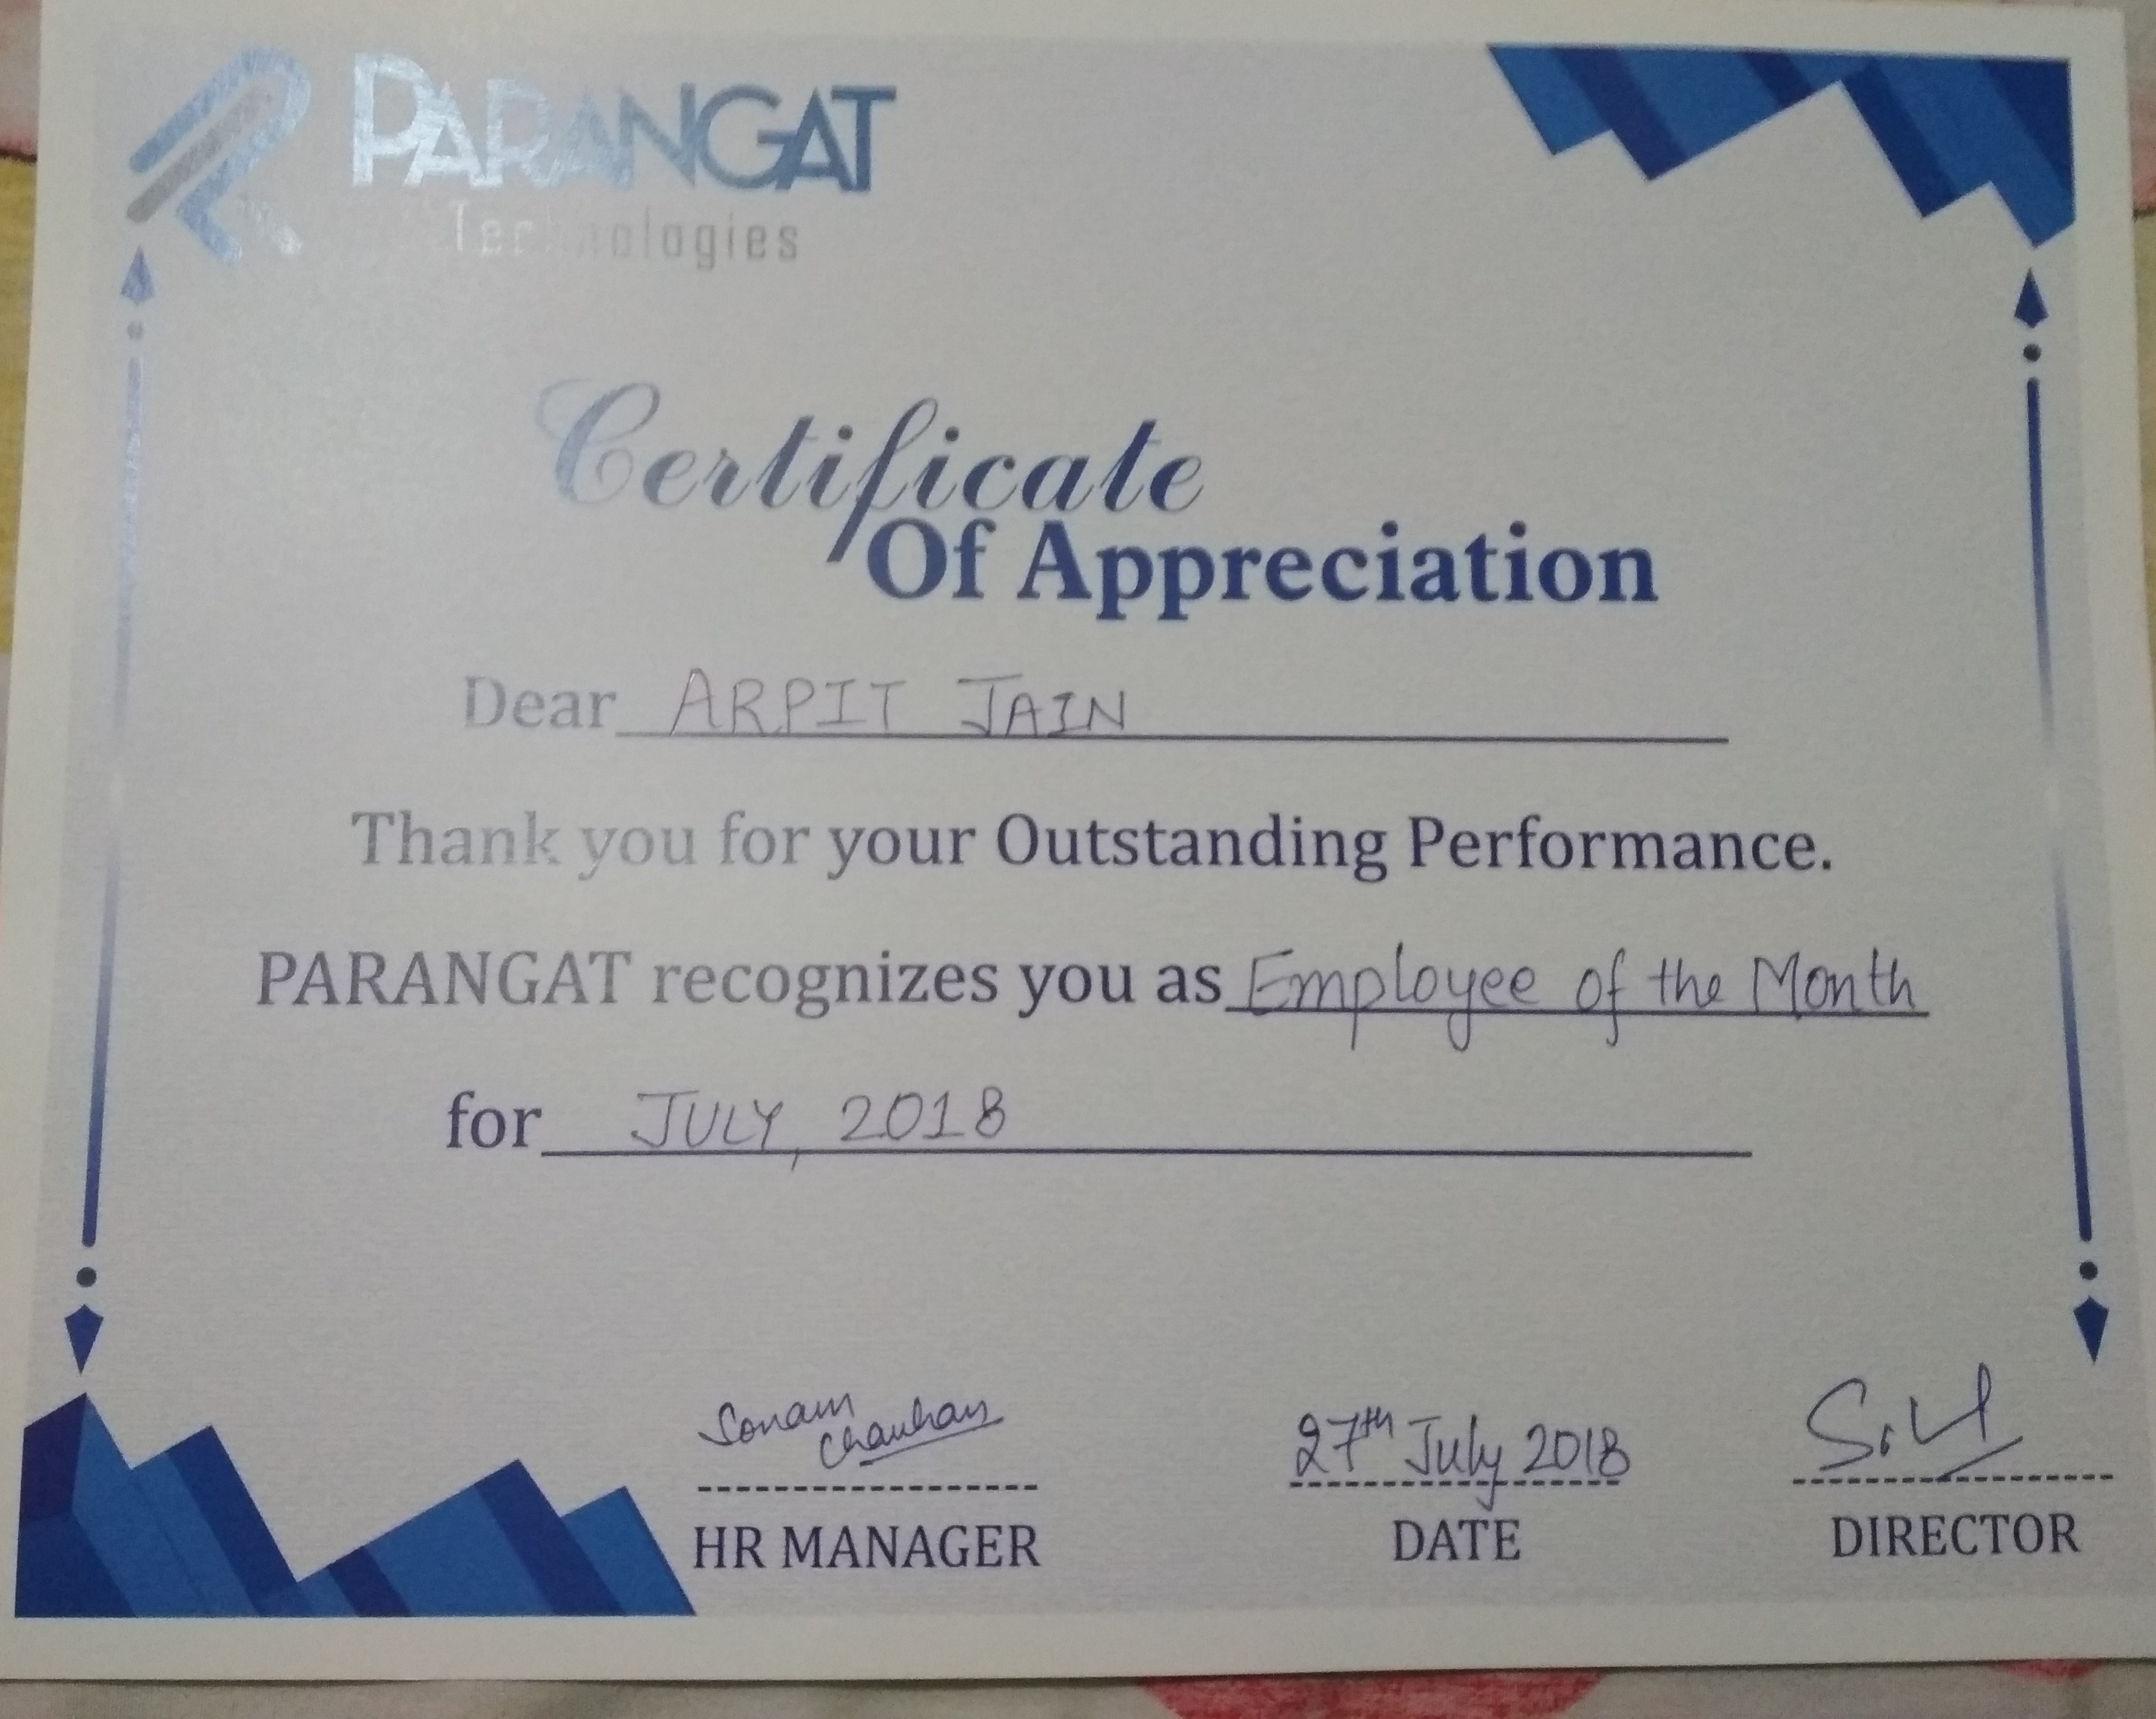 PARANGAT
Technologies
Certificate
Of Appreciation
Dear ARPIT JAIN
Thank you for your Outstanding Performance.
PARANGAT recognizes you as Employee of the Month
for JULY, 2018
Sonam
Chauhan
27th July 2018
HR MANAGER
DATE
DIRECTOR